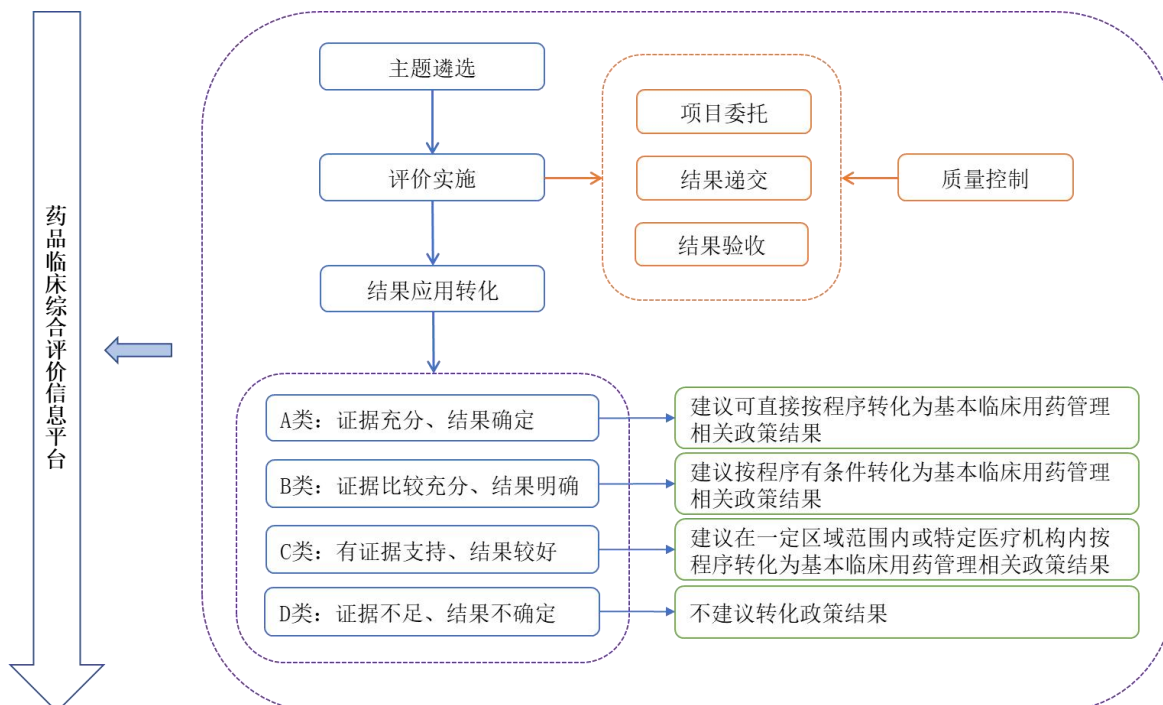 药品临床综合评价信息平台
主题遴选
评价实施
结果应用转化
项目委托
结果递交
结果验收
质量控制
A类：证据充分、结果确定
建议可直接按程序转化为基本临床用药管理
相关政策结果
B类：证据比较充分、结果明确
建议按程序有条件转化为基本临床用药管理
相关政策结果
C类：有证据支持、结果较好
建议在一定区域范围内或特定医疗机构内按
程序转化为基本临床用药管理相关政策结果
D类：证据不足、结果不确定
不建议转化政策结果